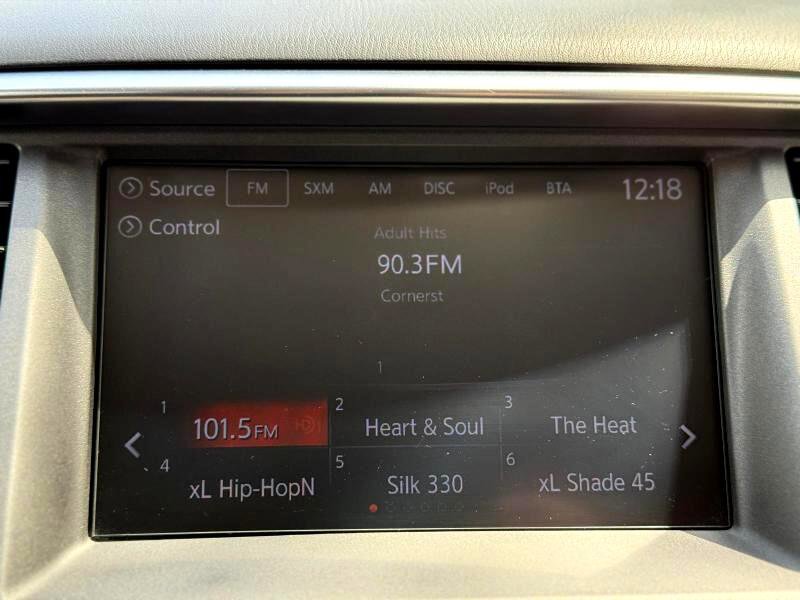 Source FM SXM AM DISC iPod BTA 12:18
Control
Adult Hits
90.3FM
Cornerst
1
1 101.5FM HD 2 Heart & Soul 3 The Heat
4 xL Hip-HopN 5 Silk 330 6 xL Shade 45